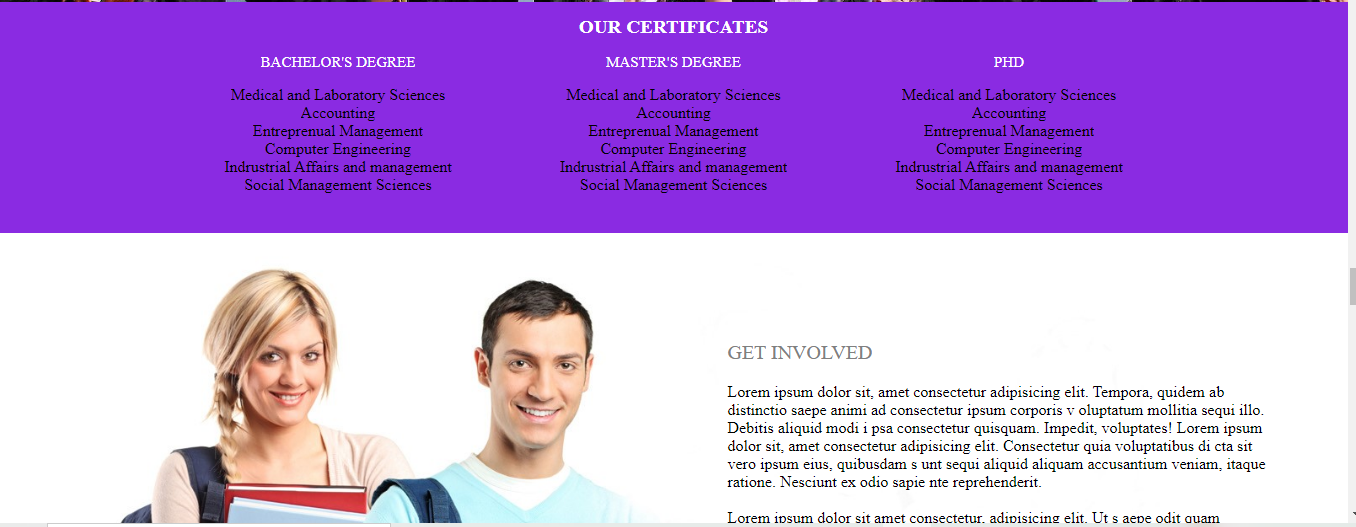 OUR CERTIFICATES
BACHELOR'S DEGREE
Medical and Laboratory Sciences
Accounting
Entreprenual Management
Computer Engineering
Indrustrial Affairs and management
Social Management Sciences
MASTER'S DEGREE
Medical and Laboratory Sciences
Accounting
Entreprenual Management
Computer Engineering
Indrustrial Affairs and management
Social Management Sciences
PHD
Medical and Laboratory Sciences
Accounting
Entreprenual Management
Computer Engineering
Indrustrial Affairs and management
Social Management Sciences
GET INVOLVED
Lorem ipsum dolor sit, amet consectetur adipisicing elit. Tempora, quidem ab
distinctio saepe animi ad consectetur ipsum corporis v oluptatum mollitia sequi illo.
Debitis aliquid modi i psa consectetur quisquam. Impedit, voluptates! Lorem ipsum
dolor sit, amet consectetur adipisicing elit. Consectetur quia voluptatibus di cta sit
vero ipsum eius, quibusdam s unt sequi aliquid aliquam accusantium veniam, itaque
ratione. Nesciunt ex odio sapie nte reprehenderit.
Lorem ipsum dolor sit amet consectetur, adipisicing elit. Ut s aepe odit quam